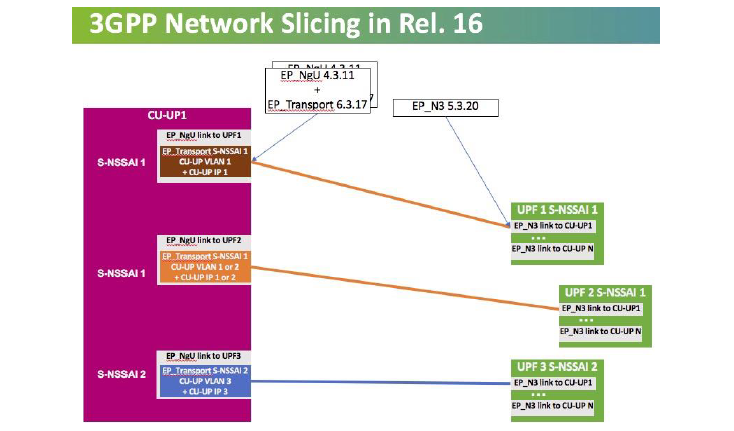 3GPP Network Slicing in Rel. 16
EP_NgU 4.3.11
EP_NgU 4.3.11
+
EP_Transport 6.3.17
7
EP_N3 5.3.20
CU-UP1
EP_NgU link to UPF1
S-NSSAI 1
EP_Transport S-NSSAI 1
CU-UP VLAN 1
+ CU-UP IP 1
UPF 1 S-NSSAI 1
EP_N3 link to CU-UP1
...
EP_N3 link to CU-UP N
EP_NgU link to UPF2
S-NSSAI 1
EP_Transport S-NSSAI 1
CU-UP VLAN 1 or 2
+ CU-UP IP 1 or 2
UPF 2 S-NSSAI 1
EP_N3 link to CU-UP1
...
EP_N3 link to CU-UP N
EP_NgU link to UPF3
S-NSSAI 2
EP_Transport S-NSSAI 2
CU-UP VLAN 3
+ CU-UP IP 3
UPF 3 S-NSSAI 2
EP_N3 link to CU-UP1
...
EP_N3 link to CU-UP N